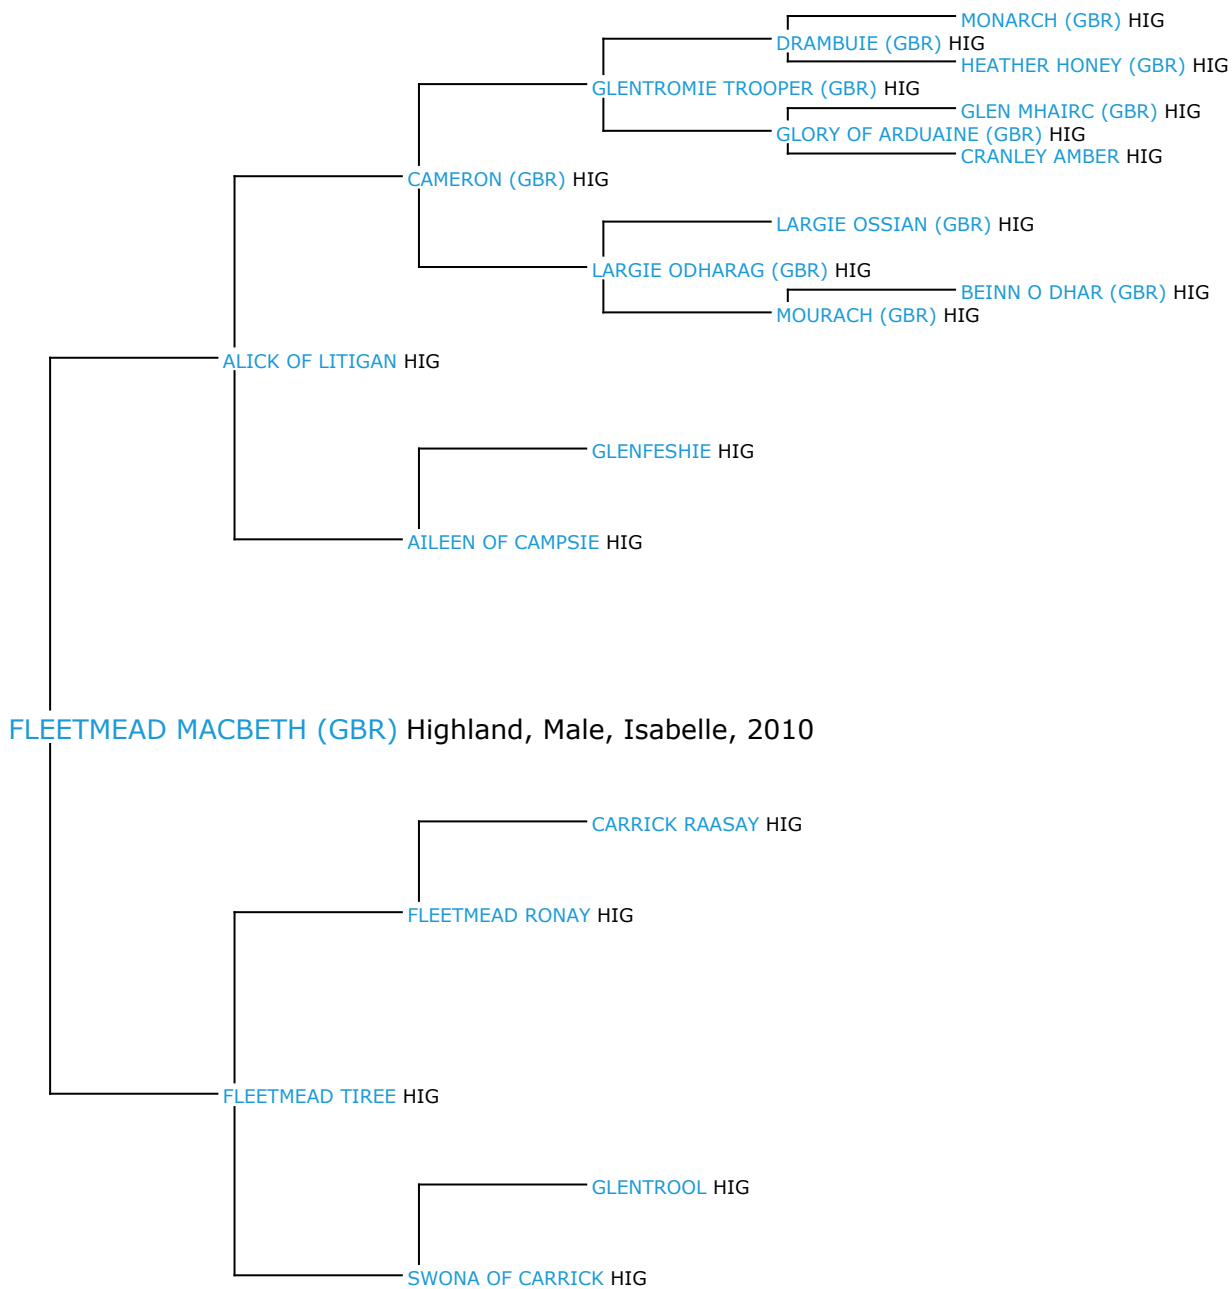 MONARCH (GBR) HIG
DRAMBUIE (GBR) HIG
HEATHER HONEY (GBR) HIG
GLENTROMIE TROOPER (GBR) HIG
GLEN MHAIRC (GBR) HIG
GLORY OF ARDUAINE (GBR) HIG
CRANLEY AMBER HIG
CAMERON (GBR) HIG
LARGIE OSSIAN (GBR) HIG
LARGIE ODHARAG (GBR) HIG
BEINN O DHAR (GBR) HIG
MOURACH (GBR) HIG
ALICK OF LITIGAN HIG
GLENFESHIE HIG
AILEEN OF CAMPSIE HIG
FLEETMEAD MACBETH (GBR) Highland, Male, Isabelle, 2010
CARRICK RAASAY HIG
FLEETMEAD RONAY HIG
FLEETMEAD TIREE HIG
GLENTROOL HIG
SWONA OF CARRICK HIG